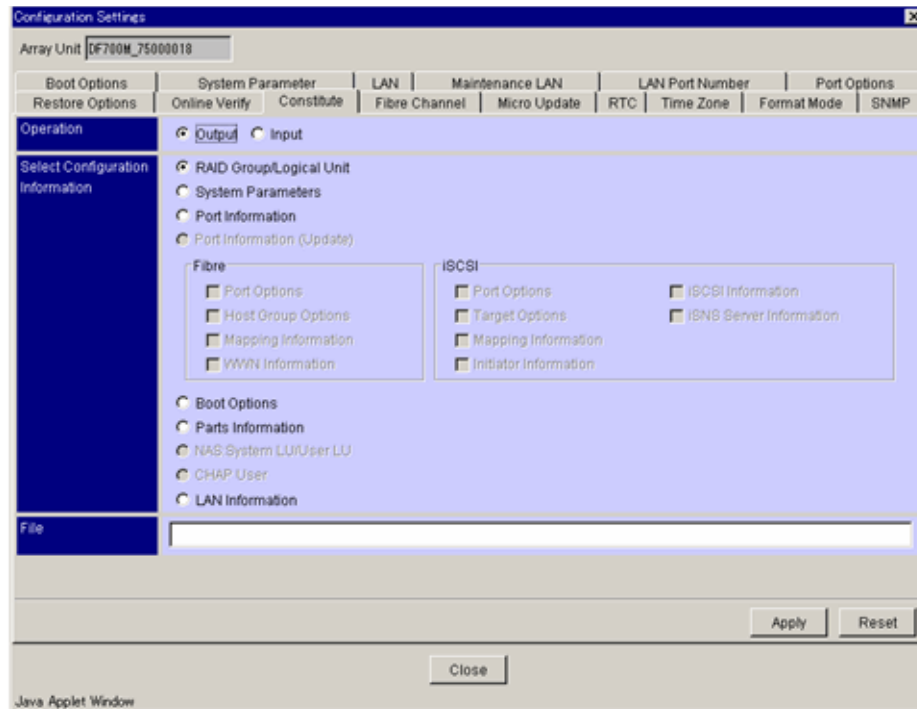 Configuration Settings
Array Unit DF700M_75000018
Boot Options System Parameter LAN Maintenance LAN LAN Port Number Port Options
Restore Options Online Verify Constitute Fibre Channel Micro Update RTC Time Zone Format Mode SNMP
Operation Output Input
Select Configuration Information
RAID Group/Logical Unit
System Parameters
Port Information
Port Information (Update)
Fibre
Port Options
Host Group Options
Mapping Information
WWN Information
iSCSI
Port Options iSCSI Information
Target Options iSNS Server Information
Mapping Information
Initiator Information
Boot Options
Parts Information
NAS System LU/User LU
CHAP User
LAN Information
File
Apply Reset
Close
Java Applet Window